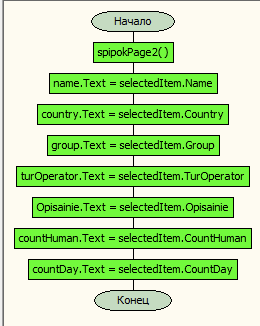 Начало
spipokPage2( )
name.Text = selectedItem.Name
country.Text = selectedItem.Country
group.Text = selectedItem.Group
turOperator.Text = selectedItem.TurOperator
Opisainie.Text = selectedItem.Opisainie
countHuman.Text = selectedItem.CountHuman
countDay.Text = selectedItem.CountDay
Конец